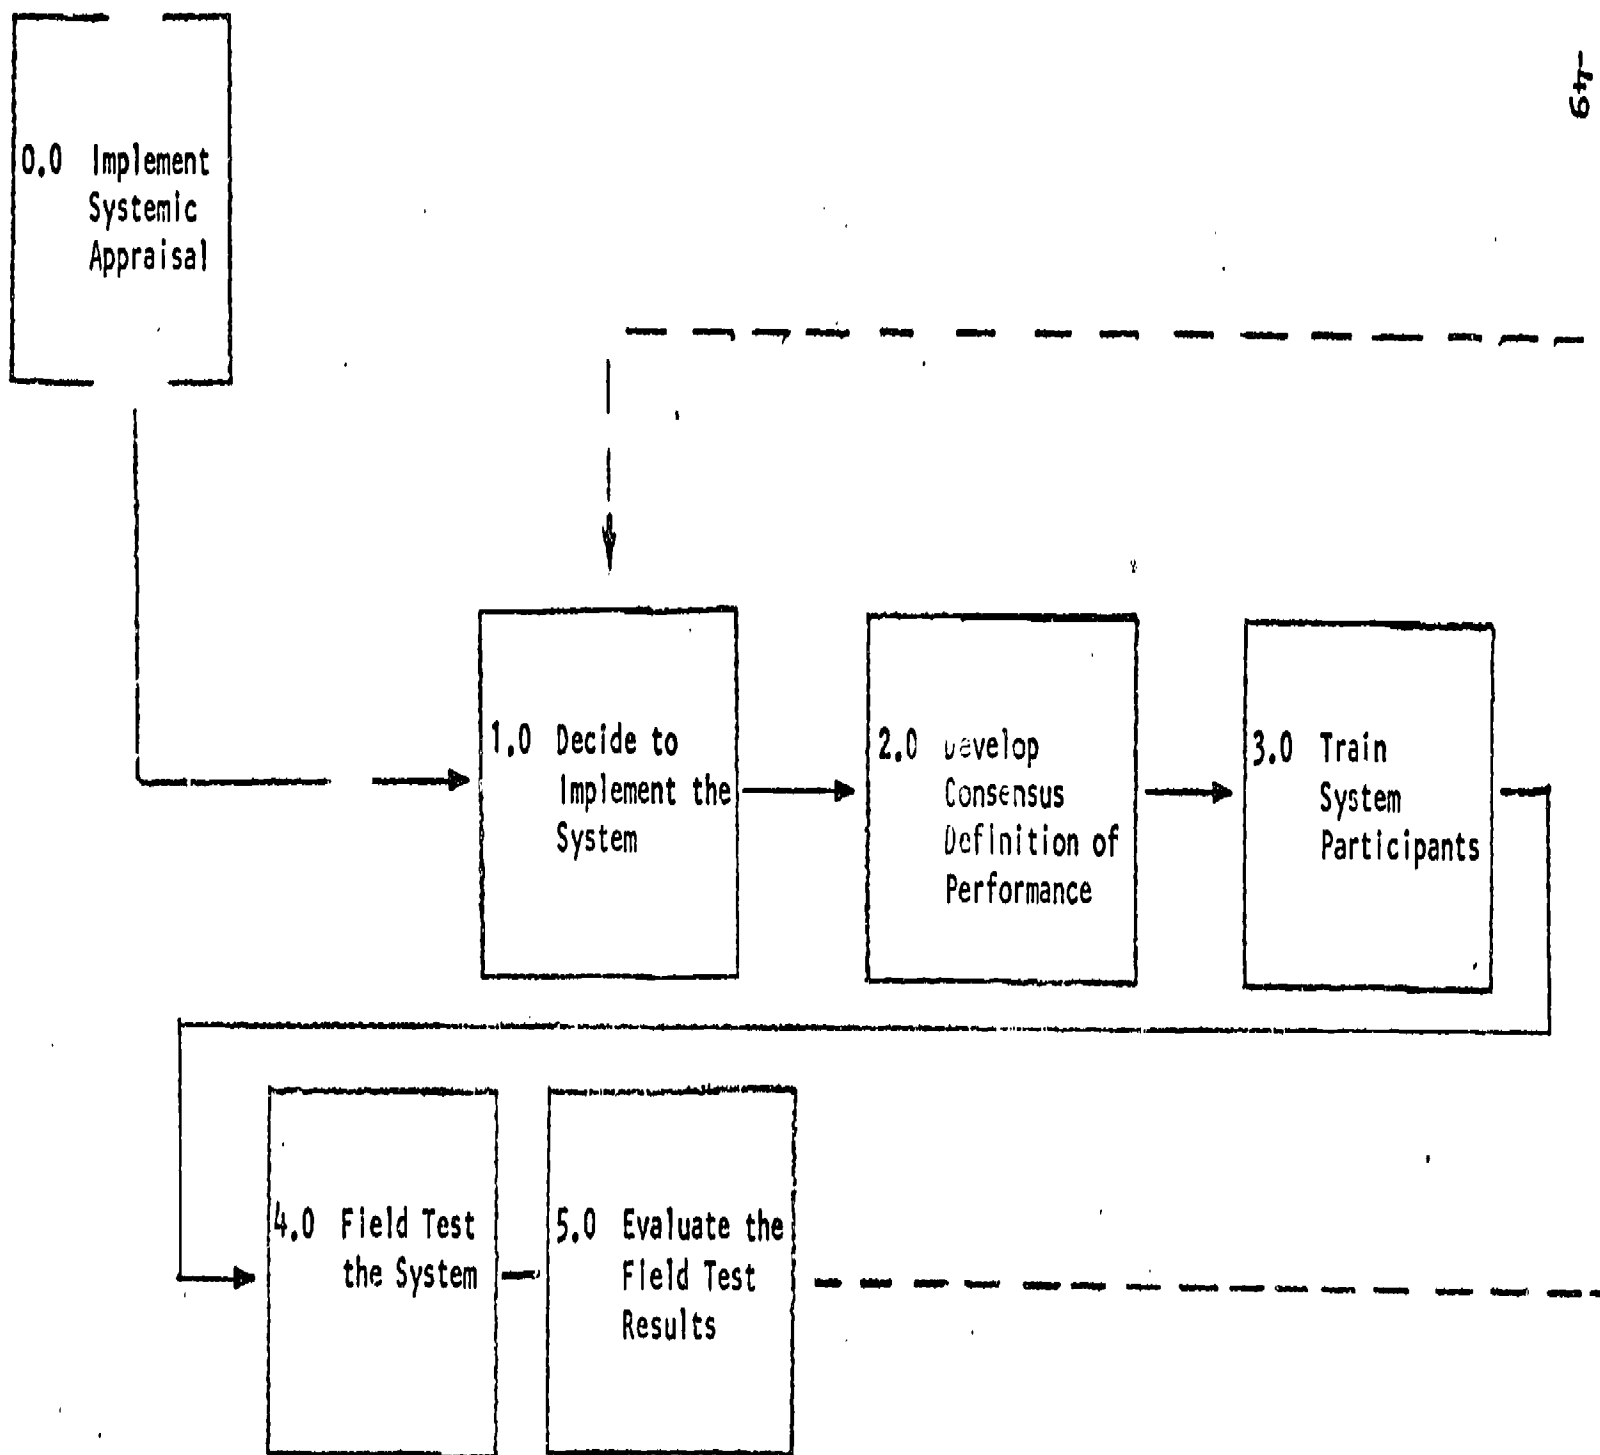 49
0.0 Implement
Systemic
Appraisal
1.0 Decide to
Implement the
System
2.0 Develop
Consensus
Definition of
Performance
3.0 Train
System
Participants
4.0 Field Test
the System
5.0 Evaluate the
Field Test
Results